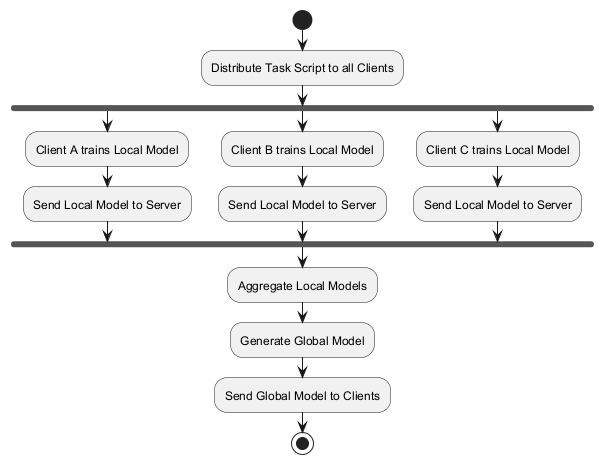 Distribute Task Script to all Clients
Client A trains Local Model
Client B trains Local Model
Client C trains Local Model
Send Local Model to Server
Send Local Model to Server
Send Local Model to Server
Aggregate Local Models
Generate Global Model
Send Global Model to Clients